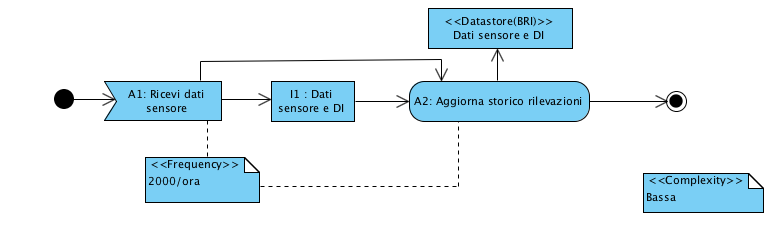 <<Datastore(BRI)>>
Dati sensore e DI
A1: Ricevi dati
sensore
I1 : Dati
sensore e DI
A2: Aggiorna storico rilevazioni
<<Frequency>>
2000/ora
<<Complexity>>
Bassa